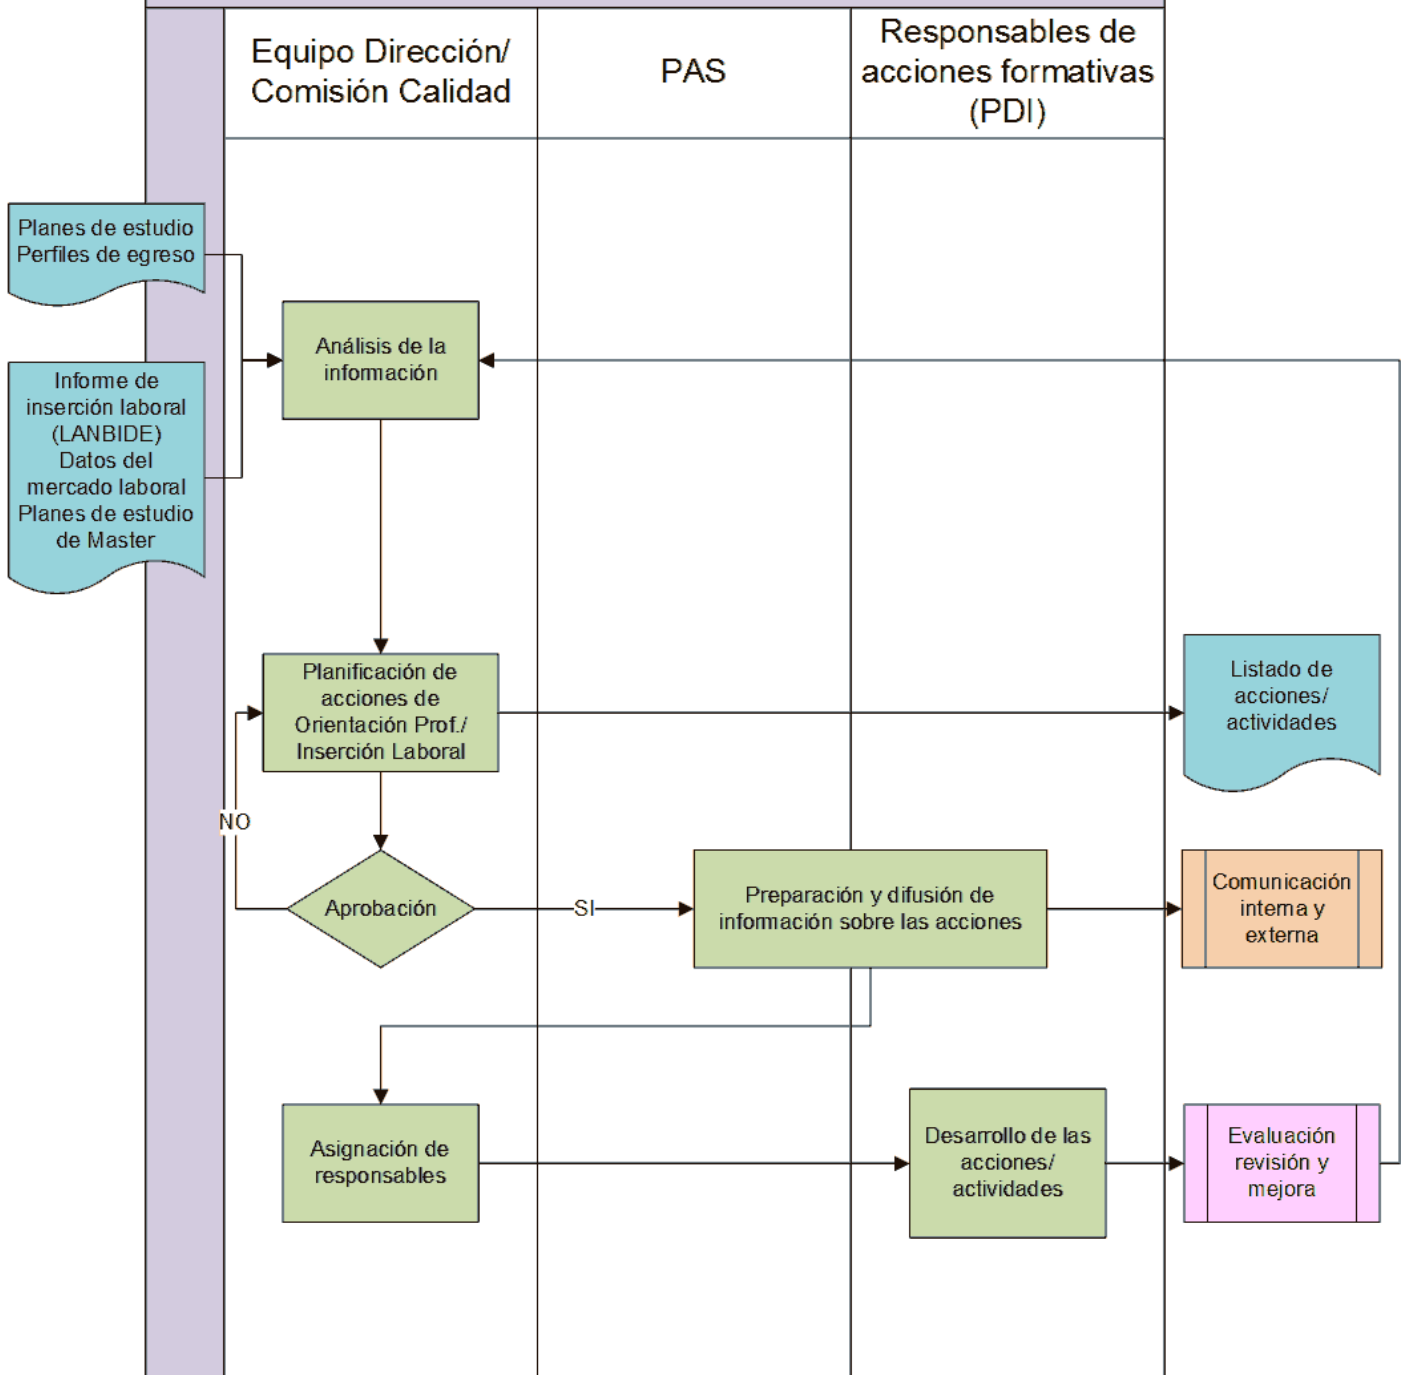 Equipo Dirección/
Comisión Calidad
PAS
Responsables de
acciones formativas
(PDI)
Planes de estudio
Perfiles de egreso
Análisis de la
información
Informe de
inserción laboral
(LANBIDE)
Datos del
mercado laboral
Planes de estudio
de Master
Planificación de
acciones de
Orientación Prof./
Inserción Laboral
Listado de
acciones/
actividades
NO
Aprobación
SI
Preparación y difusión de
información sobre las acciones
Comunicación
interna y
externa
Asignación de
responsables
Desarrollo de las
acciones/
actividades
Evaluación
revisión y
mejora